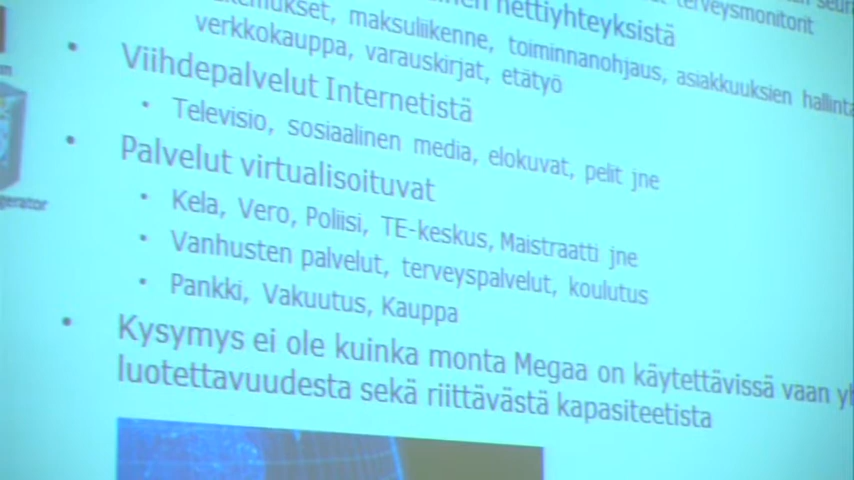 terveysmonitorit
nettiyhteyksistä
maksuliikenne, toiminnanohjaus, asiakkuuksien hallinta
verkkokauppa, varauskirjat, etätyö
• Viihdepalvelut Internetistä
• Televisio, sosiaalinen media, elokuvat, pelit jne
• Palvelut virtualisoituvat
• Kela, Vero, Poliisi, TE-keskus, Maistraatti jne
• Vanhusten palvelut, terveyspalvelut, koulutus
• Pankki, Vakuutus, Kauppa
• Kysymys ei ole kuinka monta Megaa on käytettävissä vaan
luotettavuudesta sekä riittävästä kapasiteetista